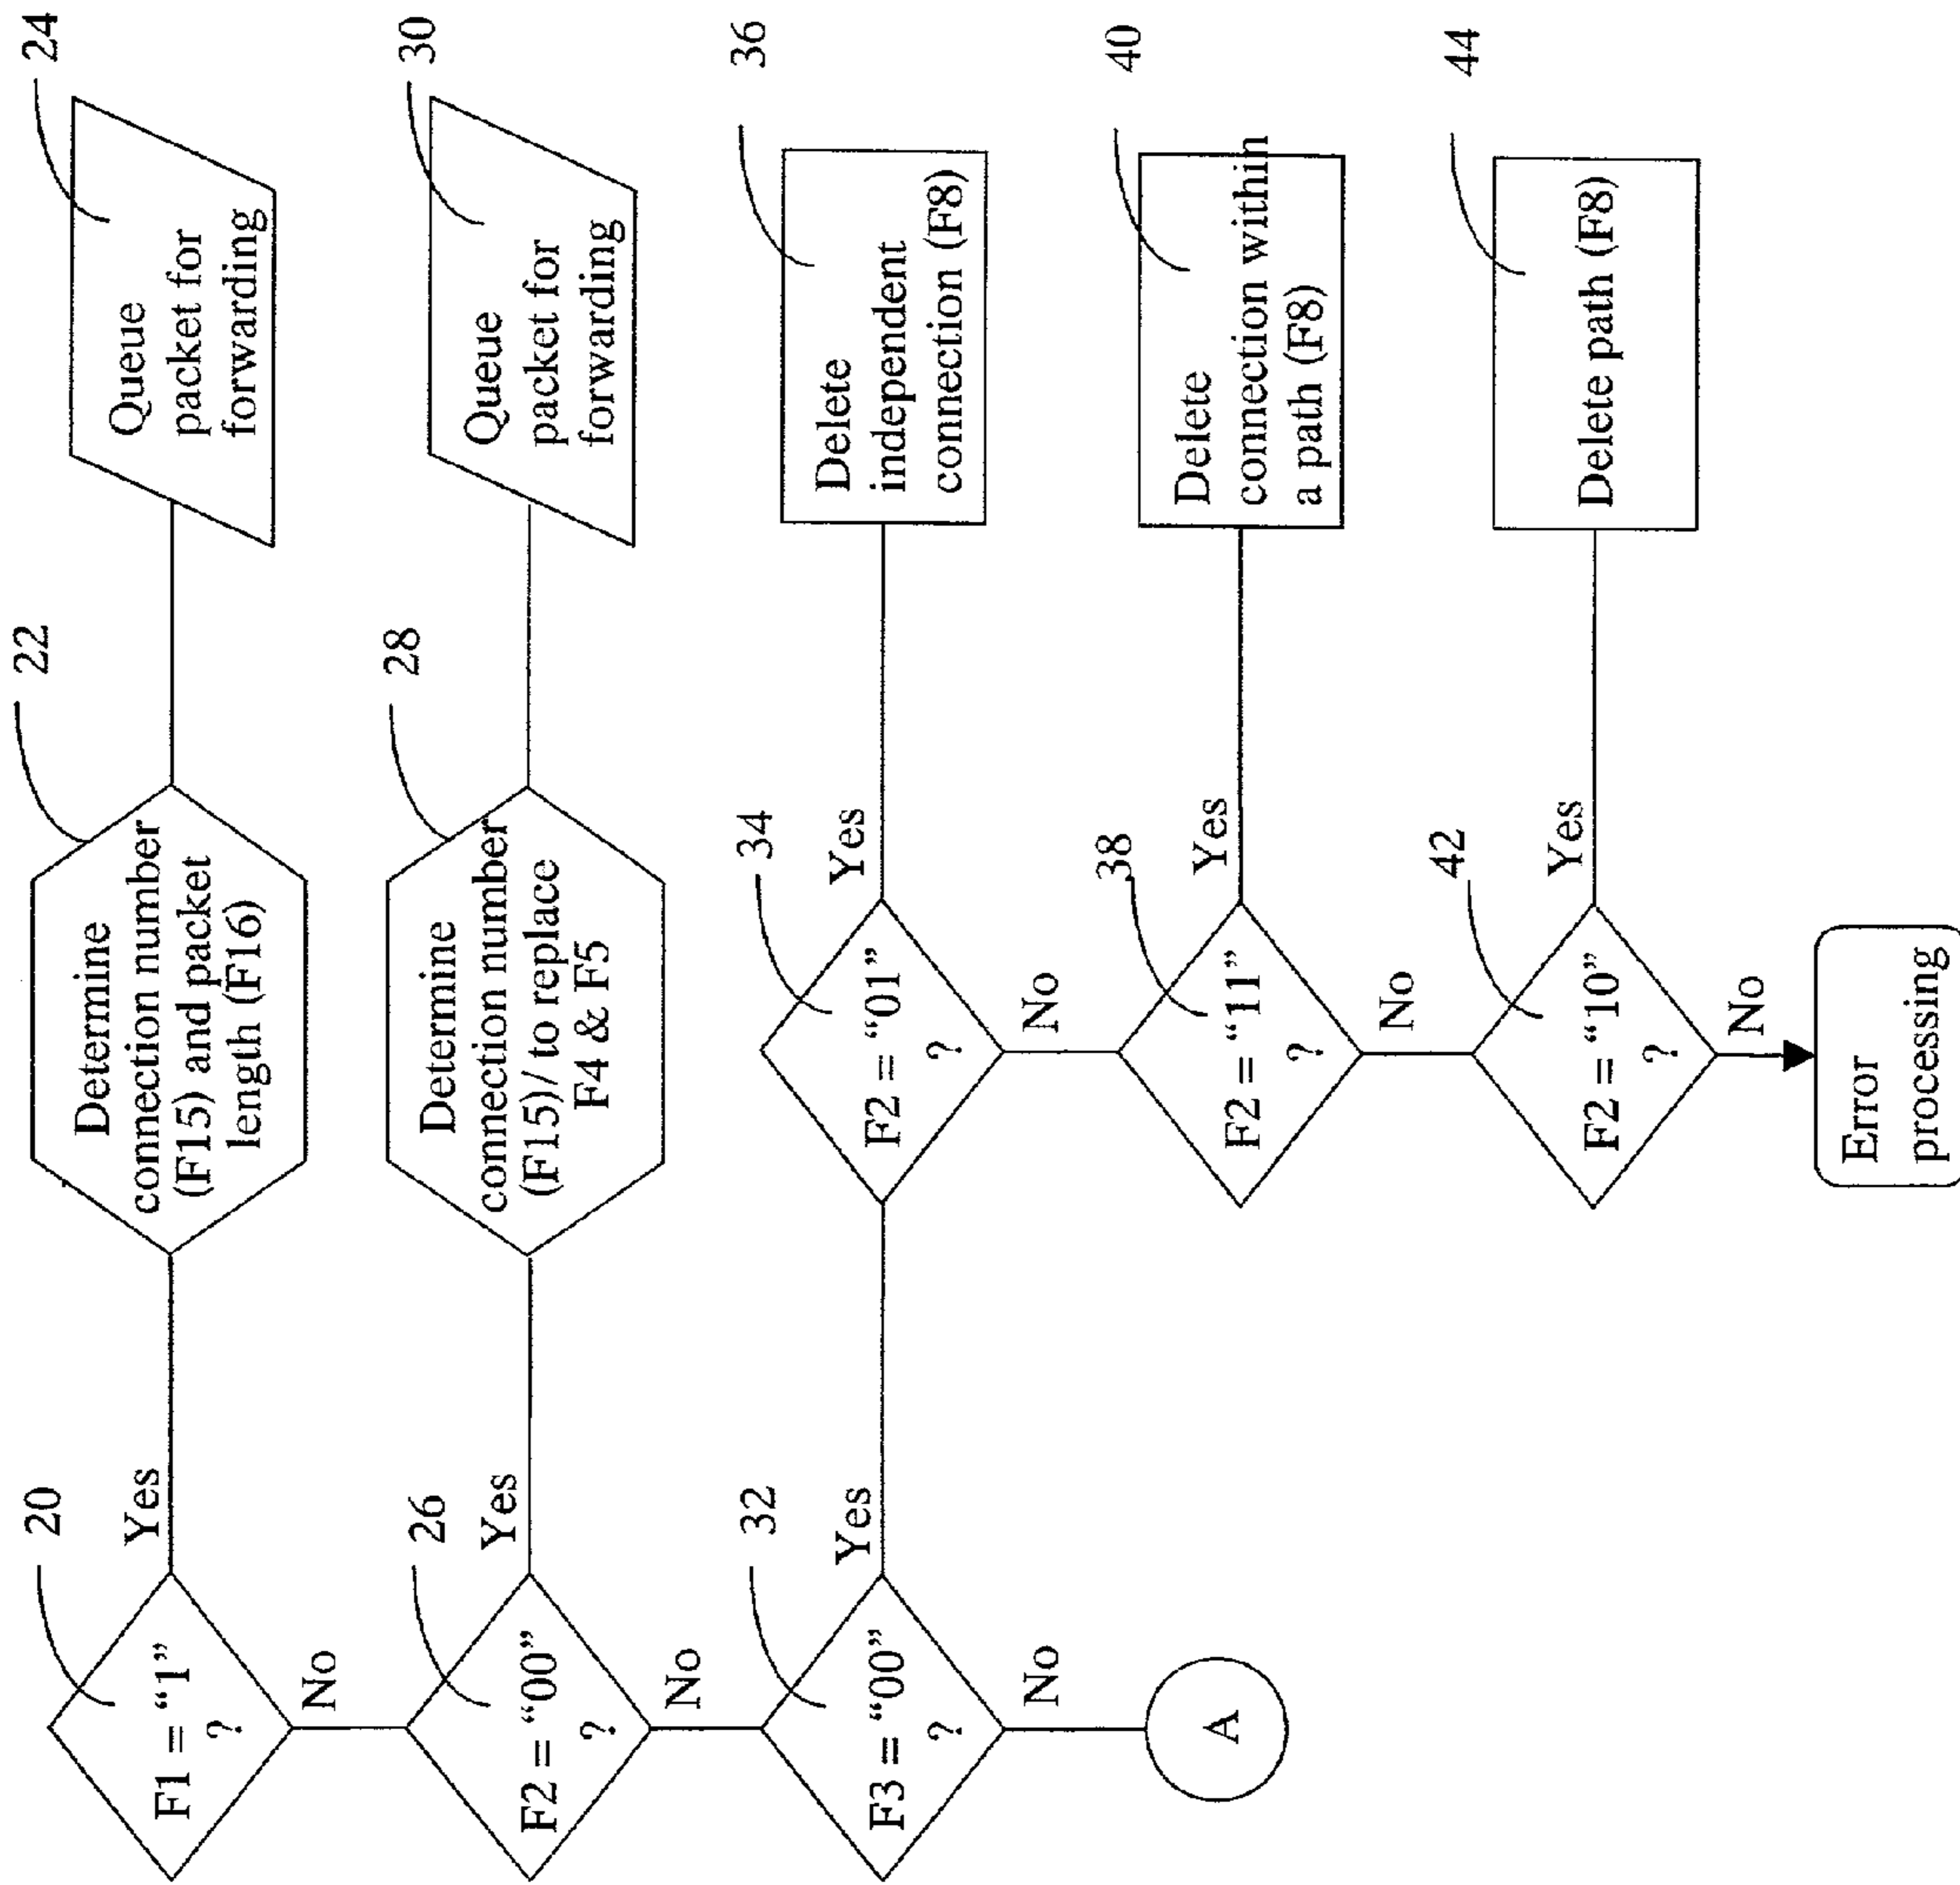 20
F1 = “1”
?
Yes
No
22
Determine
connection number
(F15) and packet
length (F16)
24
Queue
packet for
forwarding
26
F2 = “00”
?
Yes
No
28
Determine
connection number
(F15)/ to replace
F4 & F5
30
Queue
packet for
forwarding
32
F3 = “00”
?
Yes
No
A
34
F2 = “01”
?
Yes
No
36
Delete
independent
connection (F8)
38
F2 = “11”
?
Yes
No
40
Delete
connection within
a path (F8)
42
F2 = “10”
?
Yes
No
44
Delete path (F8)
Error
processing